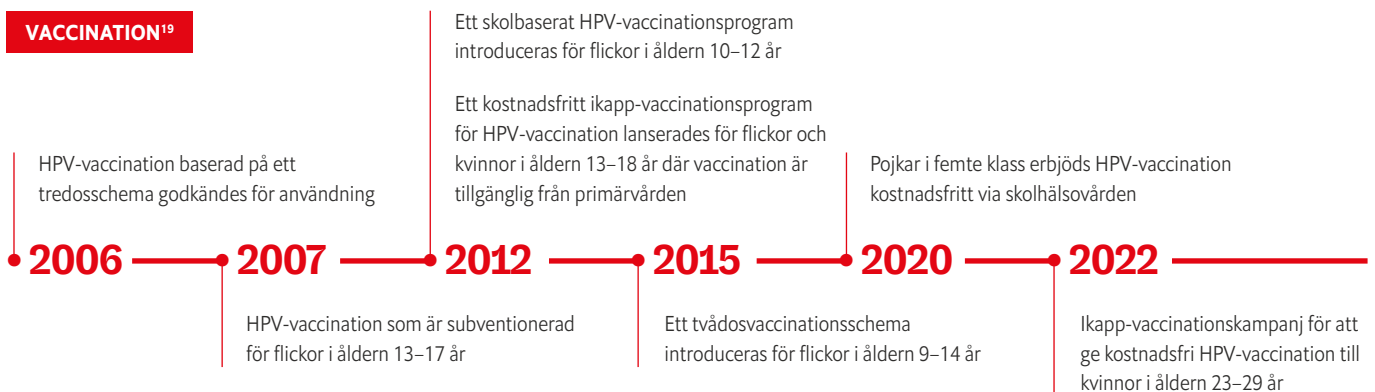 VACCINATION¹⁹
Ett skolbaserat HPV-vaccinationsprogram
introduceras för flickor i åldern 10–12 år
Ett kostnadsfritt ikapp-vaccinationsprogram
för HPV-vaccination lanserades för flickor och
kvinnor i åldern 13–18 år där vaccination är
tillgänglig från primärvården
HPV-vaccination baserad på ett
tredosschema godkändes för användning
Pojkar i femte klass erbjöds HPV-vaccination
kostnadsfritt via skolhälsovården
2006
2007
2012
2015
2020
2022
HPV-vaccination som är subventionerad
för flickor i åldern 13–17 år
Ett tvådosvaccinationsschema
introduceras för flickor i åldern 9–14 år
Ikapp-vaccinationskampanj för att
ge kostnadsfri HPV-vaccination till
kvinnor i åldern 23–29 år